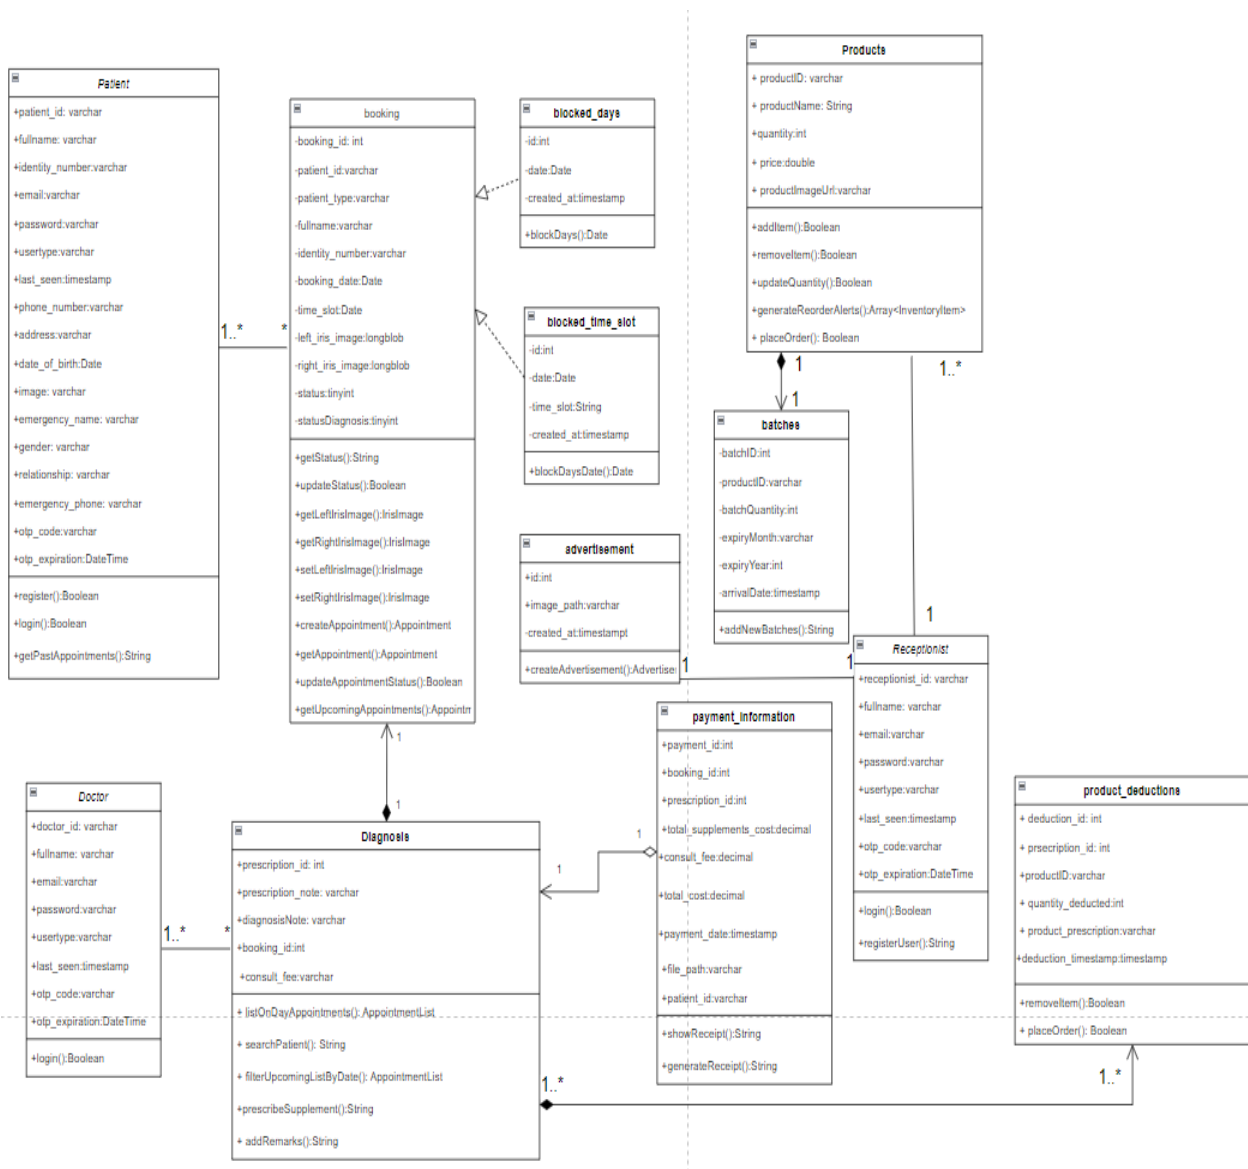 Patient
+patient_id: varchar
+fullname: varchar
+identity_number:varchar
+email:varchar
+password:varchar
+usertype:varchar
+last_seen:timestamp
+phone_number:varchar
+address:varchar
+date_of_birth:Date
+image: varchar
+emergency_name: varchar
+gender: varchar
+relationship: varchar
+emergency_phone: varchar
+otp_code:varchar
+otp_expiration:DateTime
+register():Boolean
+login():Boolean
+getPastAppointments():String
1..*
*
booking
-booking_id: int
-patient_id:varchar
-patient_type:varchar
-fullname:varchar
-identity_number:varchar
-booking_date:Date
-time_slot:Date
-left_iris_image:longblob
-right_iris_image:longblob
-status:tinyint
-statusDiagnosis:tinyint
+getStatus():String
+updateStatus():Boolean
+getLeftIrisImage():IrisImage
+getRightIrisImage():IrisImage
+setLeftIrisImage():IrisImage
+setRightIrisImage():IrisImage
+createAppointment():Appointment
+getAppointment():Appointment
+updateAppointmentStatus():Boolean
+getUpcomingAppointments():Appointm
blocked_days
-id:int
-date:Date
-created_at:timestamp
+blockDays():Date
blocked_time_slot
-id:int
-date:Date
-time_slot:String
-created_at:timestamp
+blockDaysDate():Date
advertisement
+id:int
+image_path:varchar
-created_at:timestampt
+createAdvertisement():Advertise
1
1
Products
+ productID: varchar
+ productName: String
+quantity:int
+ price:double
+productImageUrl:varchar
+addItem():Boolean
+removeItem():Boolean
+updateQuantity():Boolean
+generateReorderAlerts():Array<InventoryItem>
+ placeOrder(): Boolean
1
1..*
1
batches
-batchID:int
-productID:varchar
-batchQuantity:int
-expiryMonth:varchar
-expiryYear:int
-arrivalDate:timestamp
+addNewBatches():String
1
Receptionist
+receptionist_id: varchar
+fullname: varchar
+email:varchar
+password:varchar
+usertype:varchar
+last_seen:timestamp
+otp_code:varchar
+otp_expiration:DateTime
+login():Boolean
+registerUser():String
payment_information
+payment_id:int
+booking_id:int
+prescription_id:int
+total_supplements_cost:decimal
+consult_fee:decimal
+total_cost:decimal
+payment_date:timestamp
+file_path:varchar
+patient_id:varchar
+showReceipt():String
+generateReceipt():String
1
1
1
1
Doctor
+doctor_id: varchar
+fullname: varchar
+email:varchar
+password:varchar
+usertype:varchar
+last_seen:timestamp
+otp_code:varchar
+otp_expiration:DateTime
+login():Boolean
1..*
*
Diagnosis
+prescription_id: int
+prescription_note: varchar
+diagnosisNote: varchar
+booking_id:int
+consult_fee:varchar
+ listOnDayAppointments(): AppointmentList
+ searchPatient(): String
+ filterUpcomingListByDate(): AppointmentList
+prescribeSupplement():String
+ addRemarks():String
1..*
1..*
product_deductions
+ deduction_id: int
+ prsecription_id: int
+productID:varchar
+ quantity_deducted:int
+ product_prescription:varchar
+deduction_timestamp:timestamp
+removeItem():Boolean
+ placeOrder(): Boolean